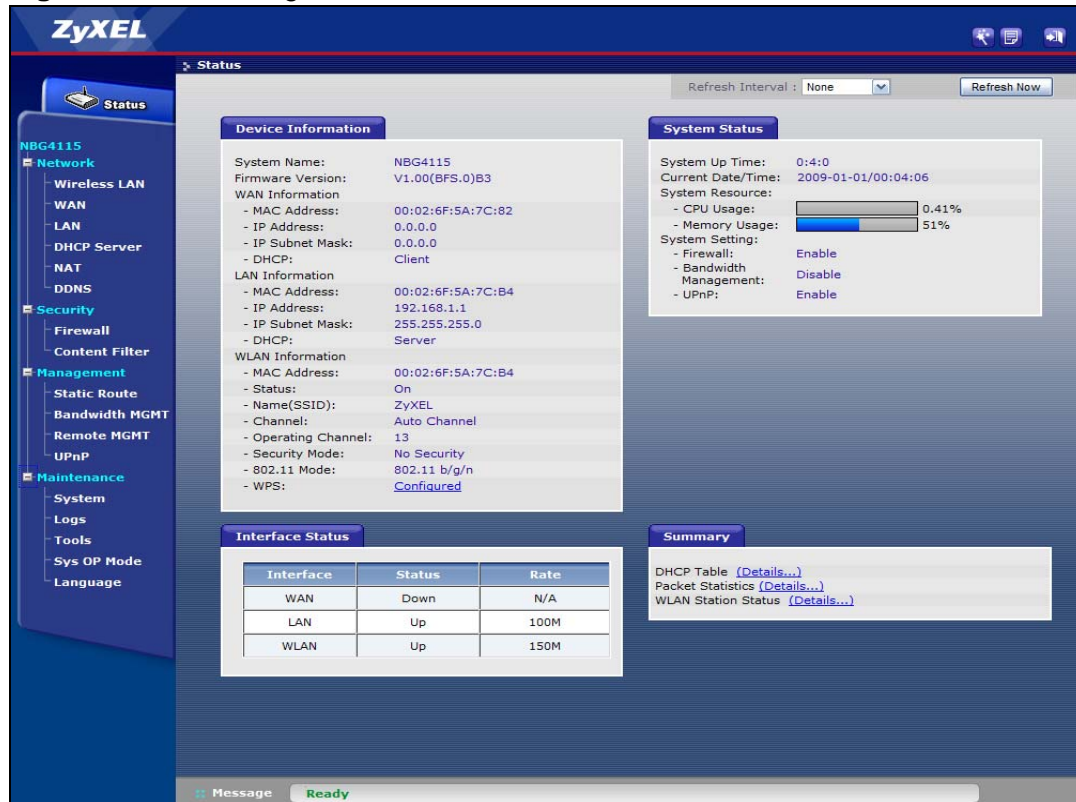 ZyXEL
Status
Refresh Interval : None
Refresh Now
Status
NBG4115
Network
Wireless LAN
WAN
LAN
DHCP Server
NAT
DDNS
Security
Firewall
Content Filter
Management
Static Route
Bandwidth MGMT
Remote MGMT
UPnP
Maintenance
System
Logs
Tools
Sys OP Mode
Language
Device Information
System Name: NBG4115
Firmware Version: V1.00(BFS.0)B3
WAN Information
- MAC Address: 00:02:6F:5A:7C:82
- IP Address: 0.0.0.0
- IP Subnet Mask: 0.0.0.0
- DHCP: Client
LAN Information
- MAC Address: 00:02:6F:5A:7C:B4
- IP Address: 192.168.1.1
- IP Subnet Mask: 255.255.255.0
- DHCP: Server
WLAN Information
- MAC Address: 00:02:6F:5A:7C:B4
- Status: On
- Name(SSID): ZyXEL
- Channel: Auto Channel
- Operating Channel: 13
- Security Mode: No Security
- 802.11 Mode: 802.11 b/g/n
- WPS: Configured
System Status
System Up Time: 0:4:0
Current Date/Time: 2009-01-01/00:04:06
System Resource:
- CPU Usage: 0.41%
- Memory Usage: 51%
System Setting:
- Firewall: Enable
- Bandwidth Management: Disable
- UPnP: Enable
Interface Status
Interface Status Rate
WAN Down N/A
LAN Up 100M
WLAN Up 150M
Summary
DHCP Table (Details...)
Packet Statistics (Details...)
WLAN Station Status (Details...)
Message Ready